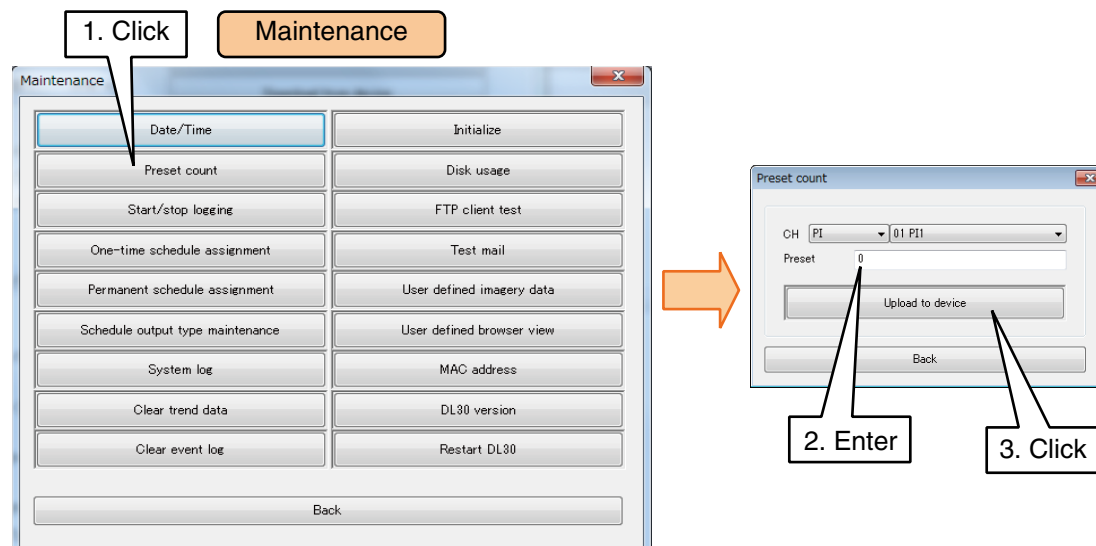 1. Click
Maintenance
Maintenance
Date/Time
Initialize
Preset count
Disk usage
Start/stop logging
FTP client test
One-time schedule assignment
Test mail
Permanent schedule assignment
User defined imagery data
Schedule output type maintenance
User defined browser view
System log
MAC address
Clear trend data
DL30 version
Clear event log
Restart DL30
Back
Preset count
CH PI 01 PI1
Preset 0
Upload to device
Back
2. Enter
3. Click